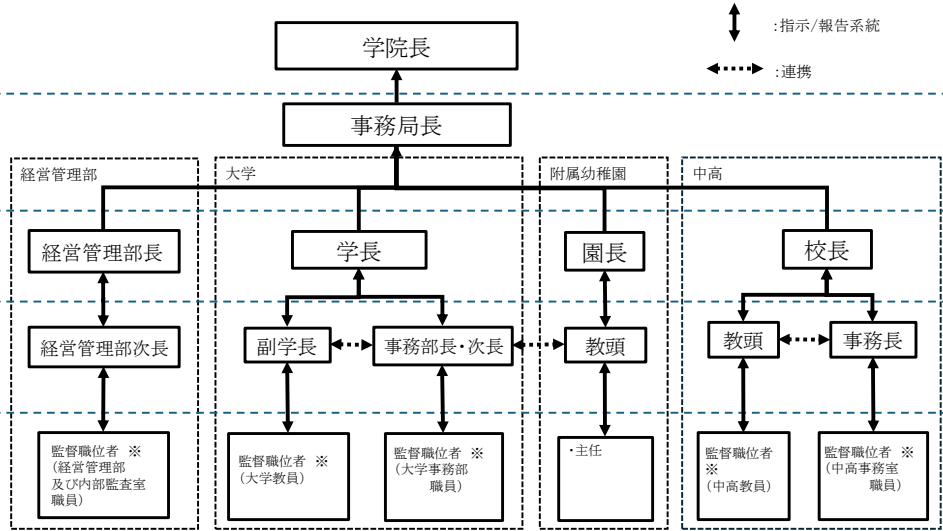 :指示/報告系統
:連携
学院長
事務局長
経営管理部
大学
附属幼稚園
中高
経営管理部長
学長
園長
校長
経営管理部次長
副学長
事務部長・次長
教頭
教頭
事務長
監督職位者 ※
(経営管理部
及び内部監査室
職員)
監督職位者 ※
(大学教員)
監督職位者 ※
(大学事務部
職員)
・主任
監督職位者
※
(中高教員)
監督職位者 ※
(中高事務室
職員)